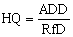 HQ = ADD
RfD